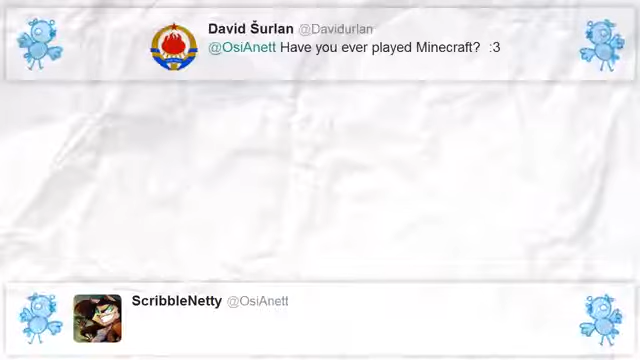 David Šurlan @Davidurlan
@OsiAnett Have you ever played Minecraft? :3
ScribbleNetty @OsiAnett